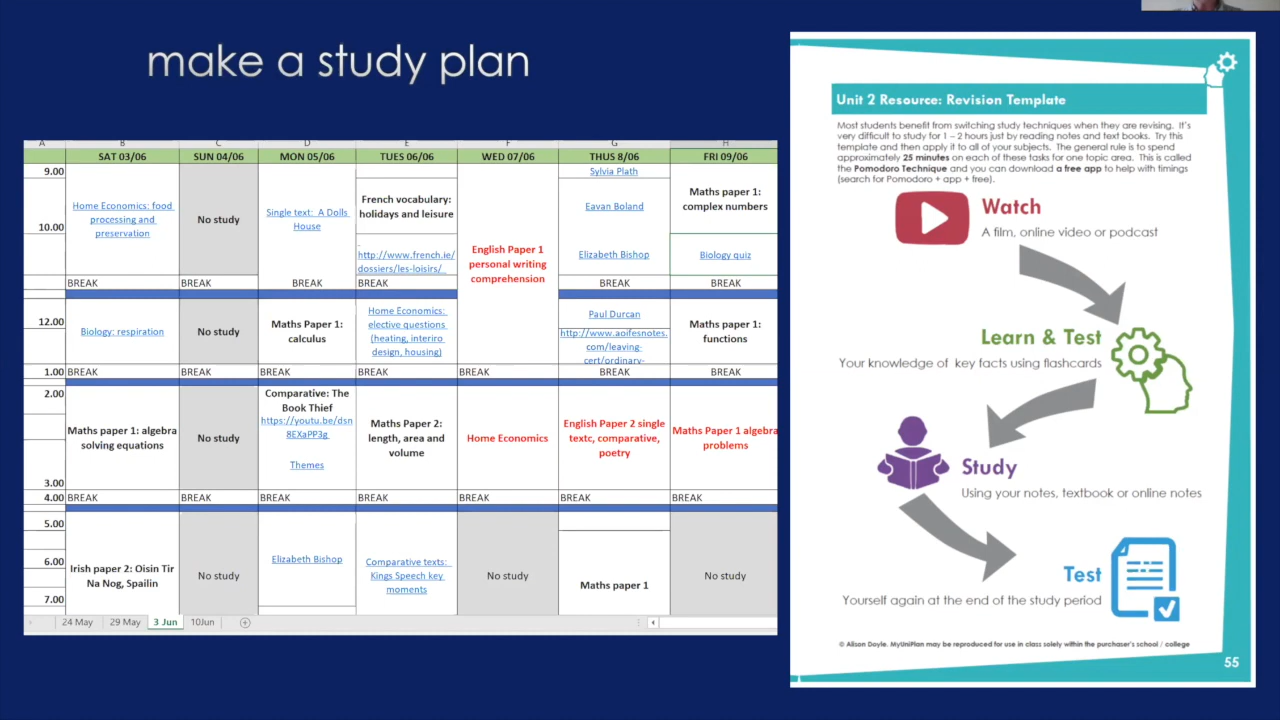 make a study plan
A B C D E F G H
SAT 03/06 SUN 04/06 MON 05/06 TUES 06/06 WED 07/06 THUS 8/06 FRI 09/06
9.00
10.00
12.00
1.00
2.00
3.00
4.00
5.00
6.00
7.00
Home Economics: food
processing and
preservation
BREAK
Biology: respiration
BREAK
Maths paper 1: algebra
solving equations
BREAK
Irish paper 2: Oisin Tir
Na Nog, Spailin
No study
BREAK
No study
BREAK
No study
BREAK
No study
Single text: A Dolls
House
BREAK
Maths Paper 1:
calculus
BREAK
Comparative: The
Book Thief
https://youtu.be/dsn
8EXaPP3g
Themes
BREAK
Elizabeth Bishop
French vocabulary:
holidays and leisure
http://www.french.ie/
dossiers/les-loisirs/
BREAK
Home Economics:
elective questions
(heating, interiro
design, housing)
BREAK
Maths Paper 2:
length, area and
volume
BREAK
Comparative texts:
Kings Speech key
moments
English Paper 1
personal writing
comprehension
BREAK
Home Economics
BREAK
No study
Sylvia Plath
Eavan Boland
Elizabeth Bishop
BREAK
Paul Durcan
http://www.aoifesnotes.
com/leaving-
cert/ordinary-
BREAK
English Paper 2 single
textc, comparative,
poetry
BREAK
Maths paper 1
Maths paper 1:
complex numbers
Biology quiz
BREAK
Maths paper 1:
functions
BREAK
Maths Paper 1 algebra
problems
BREAK
No study
24 May 29 May 3 Jun 10Jun
Unit 2 Resource: Revision Template
Most students benefit from switching study techniques when they are revising. It's
very difficult to study for 1 – 2 hours just by reading notes and text books. Try this
template and then apply it to all of your subjects. The general rule is to spend
approximately 25 minutes on each of these tasks for one topic area. This is called
the Pomodoro Technique and you can download a free app to help with timings
(search for Pomodoro + app + free).
Watch
A film, online video or podcast
Learn & Test
Your knowledge of key facts using flashcards
Study
Using your notes, textbook or online notes
Test
Yourself again at the end of the study period
© Alison Doyle. MyUniPlan may be reproduced for use in class solely within the purchaser's school / college
55